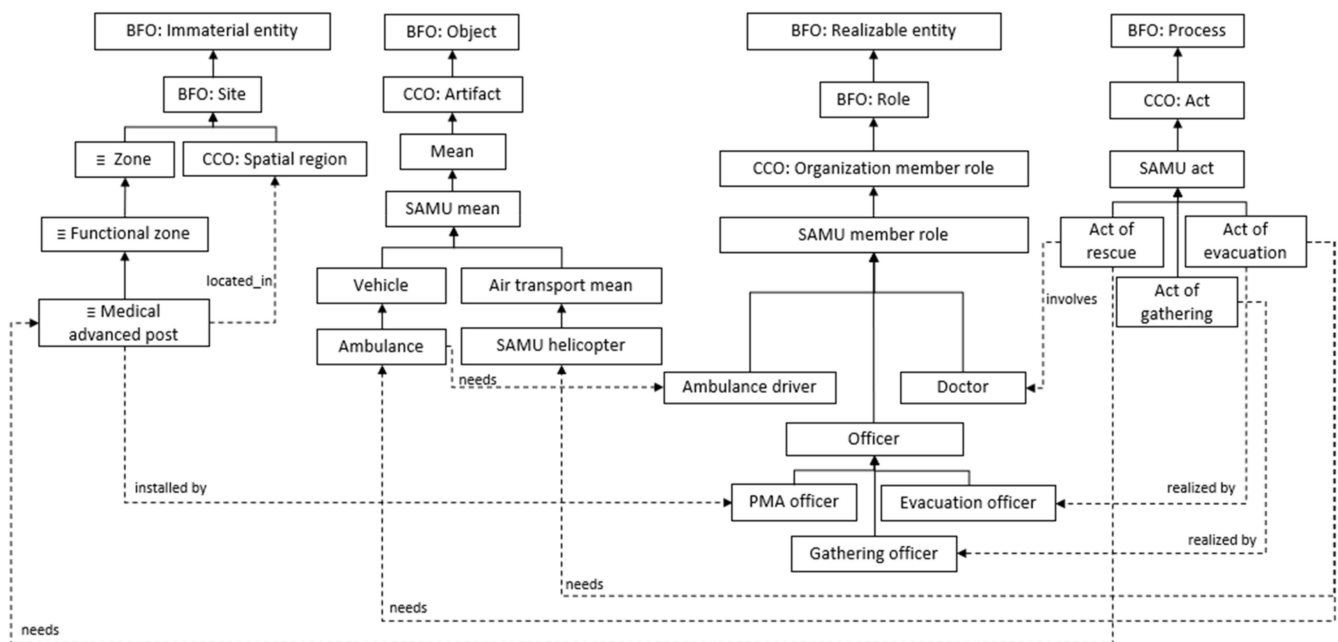 BFO: Immaterial entity
BFO: Object
BFO: Realizable entity
BFO: Process
BFO: Site
CCO: Artifact
BFO: Role
CCO: Act
≡ Zone
CCO: Spatial region
Mean
CCO: Organization member role
SAMU act
SAMU mean
≡ Functional zone
SAMU member role
Act of
rescue
Act of
evacuation
located_in
Vehicle
Air transport mean
involves
Act of
gathering
≡ Medical
advanced post
Ambulance
SAMU helicopter
needs
Ambulance driver
Doctor
Officer
installed by
PMA officer
Evacuation officer
realized by
Gathering officer
realized by
needs
needs
needs